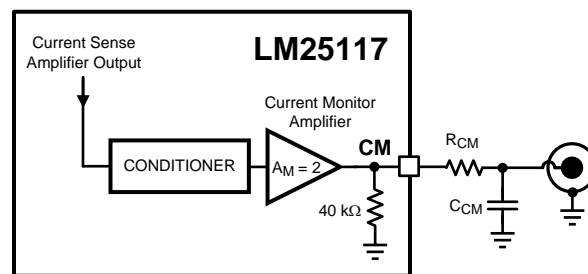 Current Sense
Amplifier Output
LM25117
Current Monitor
Amplifier
CM
RCM
CONDITIONER
AM = 2
40 kΩ
CCM